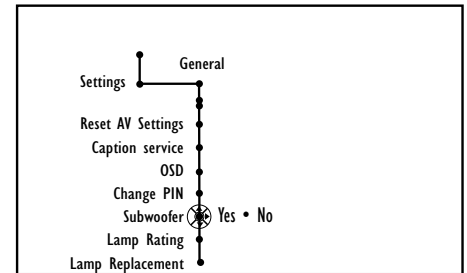 General
Settings
Reset AV Settings
Caption service
OSD
Change PIN
Subwoofer Yes • No
Lamp Rating
Lamp Replacement